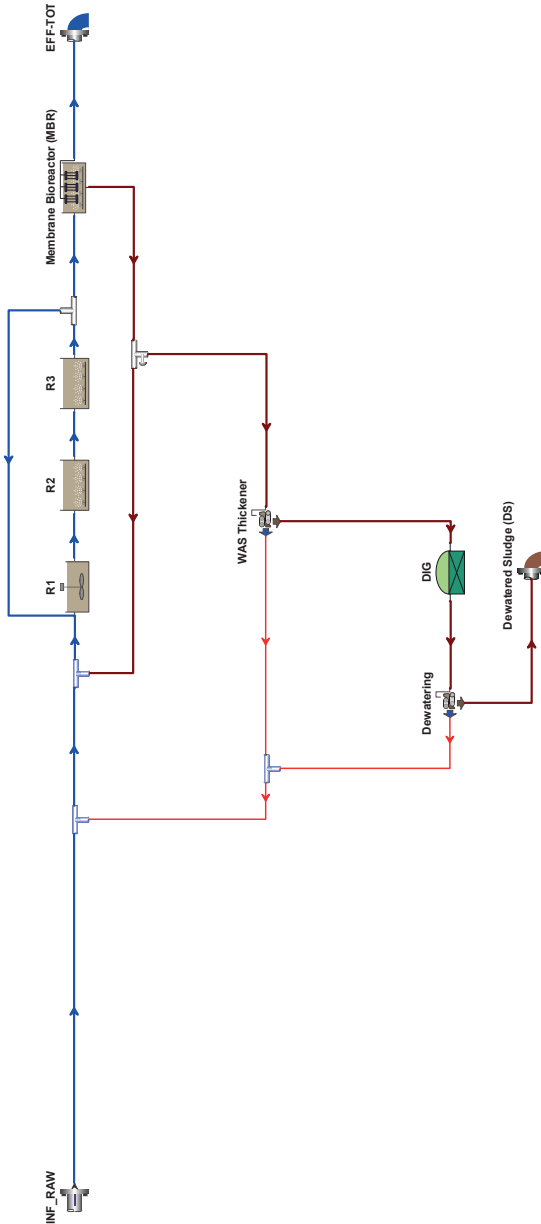 INF_RAW
R1
R2
R3
Membrane Bioreactor (MBR)
EFF-TOT
WAS Thickener
Dewatering
DIG
Dewatered Sludge (DS)